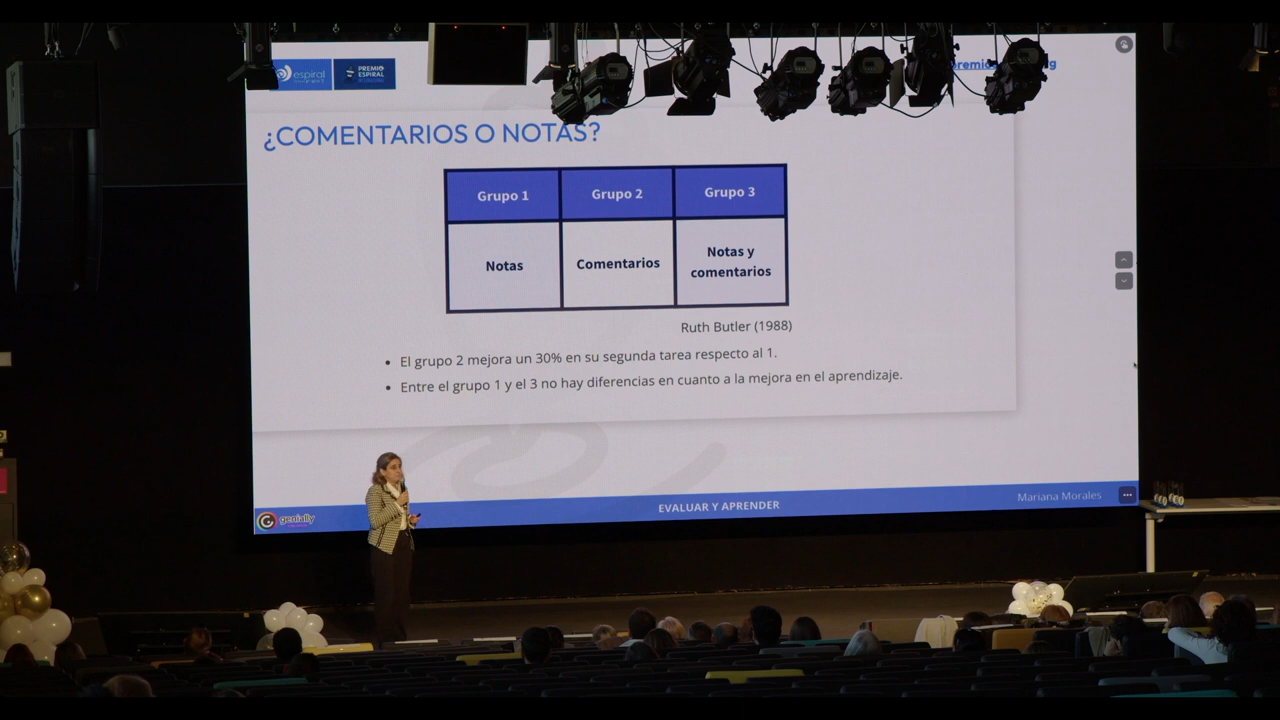 espiral
PREMIO
ESPIRAL
¿COMENTARIOS O NOTAS?
Grupo 1
Grupo 2
Grupo 3
Notas
Comentarios
Notas y
comentarios
Ruth Butler (1988)
• El grupo 2 mejora un 30% en su segunda tarea respecto al 1.
• Entre el grupo 1 y el 3 no hay diferencias en cuanto a la mejora en el aprendizaje.
genially
EVALUAR Y APRENDER
Mariana Morales